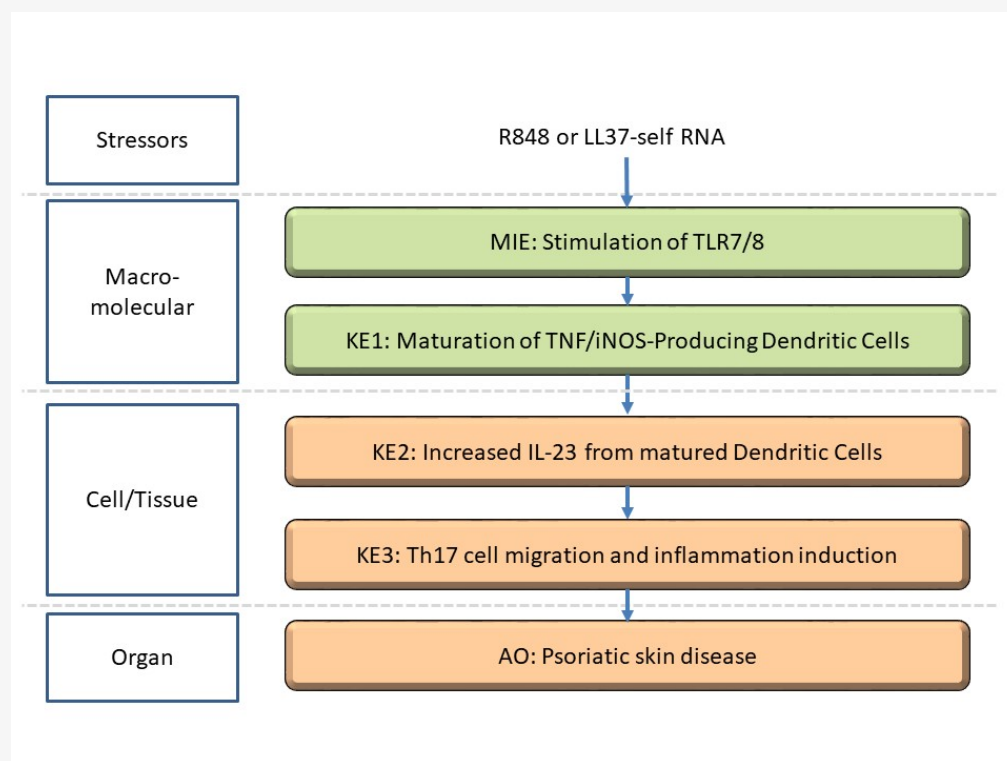 Stressors
R848 or LL37-self RNA
Macro-
molecular
MIE: Stimulation of TLR7/8
KE1: Maturation of TNF/iNOS-Producing Dendritic Cells
Cell/Tissue
KE2: Increased IL-23 from matured Dendritic Cells
KE3: Th17 cell migration and inflammation induction
Organ
AO: Psoriatic skin disease